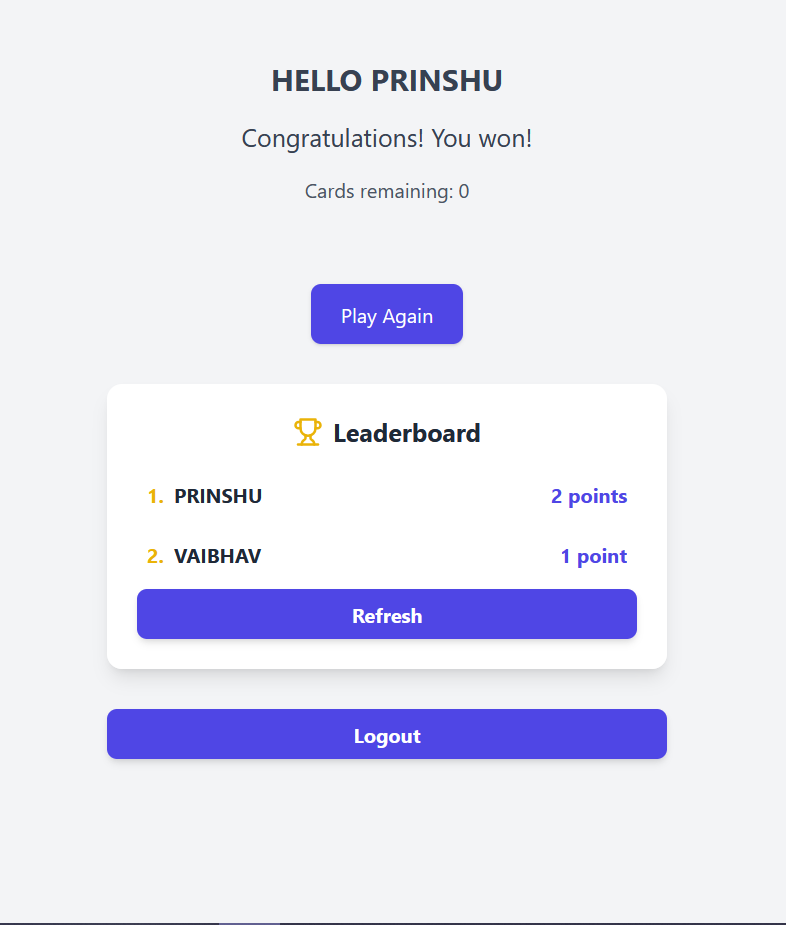 HELLO PRINSHU
Congratulations! You won!
Cards remaining: 0
Play Again
Leaderboard
1. PRINSHU 2 points
2. VAIBHAV 1 point
Refresh
Logout